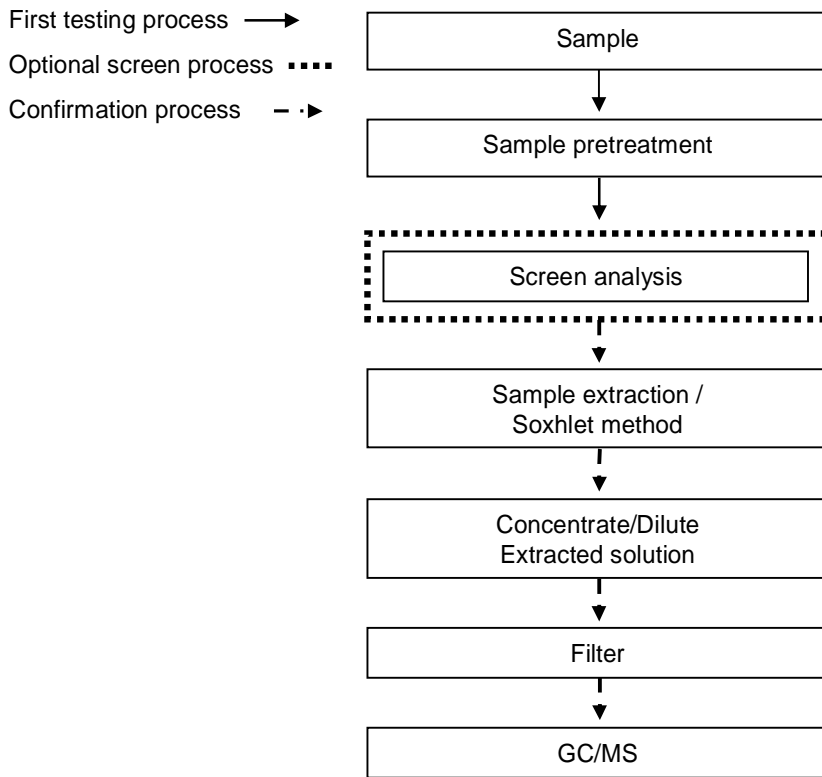 First testing process
Optional screen process
Confirmation process
Sample
Sample pretreatment
Screen analysis
Sample extraction /
Soxhlet method
Concentrate/Dilute
Extracted solution
Filter
GC/MS